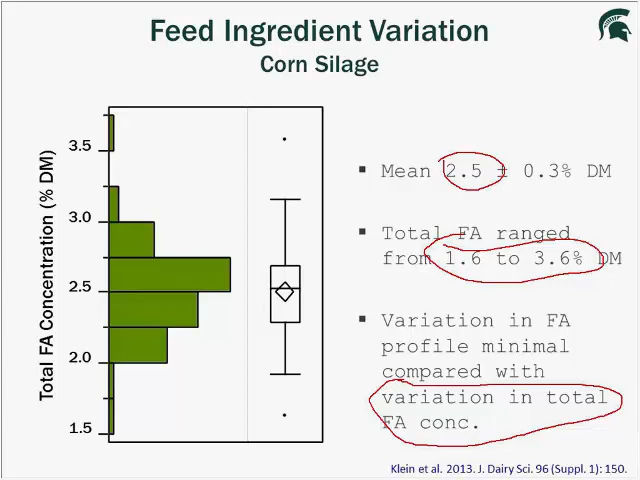 Feed Ingredient Variation
Corn Silage
Total FA Concentration (% DM)
3.5
3.0
2.5
2.0
1.5
▪ Mean 2.5 ± 0.3% DM
▪ Total FA ranged
from 1.6 to 3.6% DM
▪ Variation in FA
profile minimal
compared with
variation in total
FA conc.
Klein et al. 2013. J. Dairy Sci. 96 (Suppl. 1): 150.